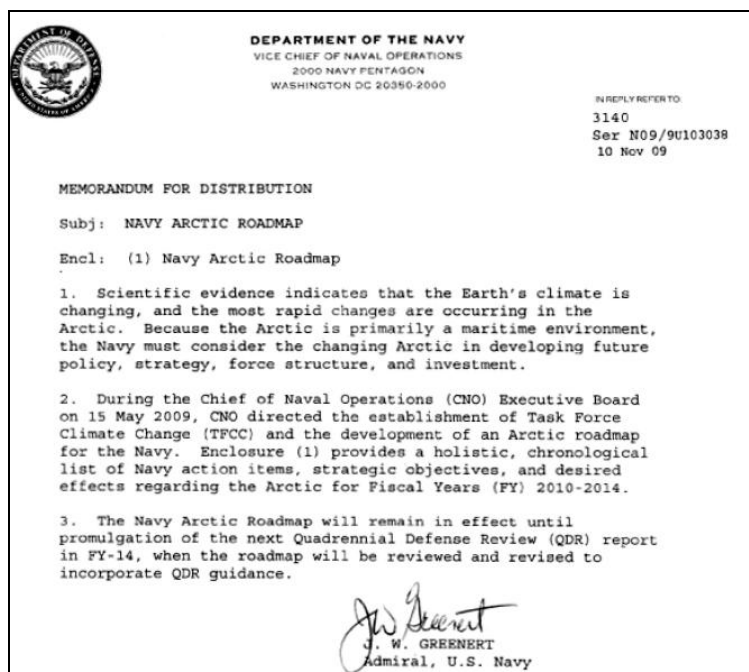 DEPARTMENT OF THE NAVY
VICE CHIEF OF NAVAL OPERATIONS
2000 NAVY PENTAGON
WASHINGTON DC 20350-2000
DEPARTMENT OF DEFENSE
UNITED STATES OF AMERICA
IN REPLY REFER TO:
3140
Ser N09/9U103038
10 Nov 09
MEMORANDUM FOR DISTRIBUTION
Subj: NAVY ARCTIC ROADMAP
Encl: (1) Navy Arctic Roadmap
1. Scientific evidence indicates that the Earth's climate is
changing, and the most rapid changes are occurring in the
Arctic. Because the Arctic is primarily a maritime environment,
the Navy must consider the changing Arctic in developing future
policy, strategy, force structure, and investment.
2. During the Chief of Naval Operations (CNO) Executive Board
on 15 May 2009, CNO directed the establishment of Task Force
Climate Change (TFCC) and the development of an Arctic roadmap
for the Navy. Enclosure (1) provides a holistic, chronological
list of Navy action items, strategic objectives, and desired
effects regarding the Arctic for Fiscal Years (FY) 2010-2014.
3. The Navy Arctic Roadmap will remain in effect until
promulgation of the next Quadrennial Defense Review (QDR) report
in FY-14, when the roadmap will be reviewed and revised to
incorporate QDR guidance.
JW Greenert
J. W. GREENERT
Admiral, U.S. Navy